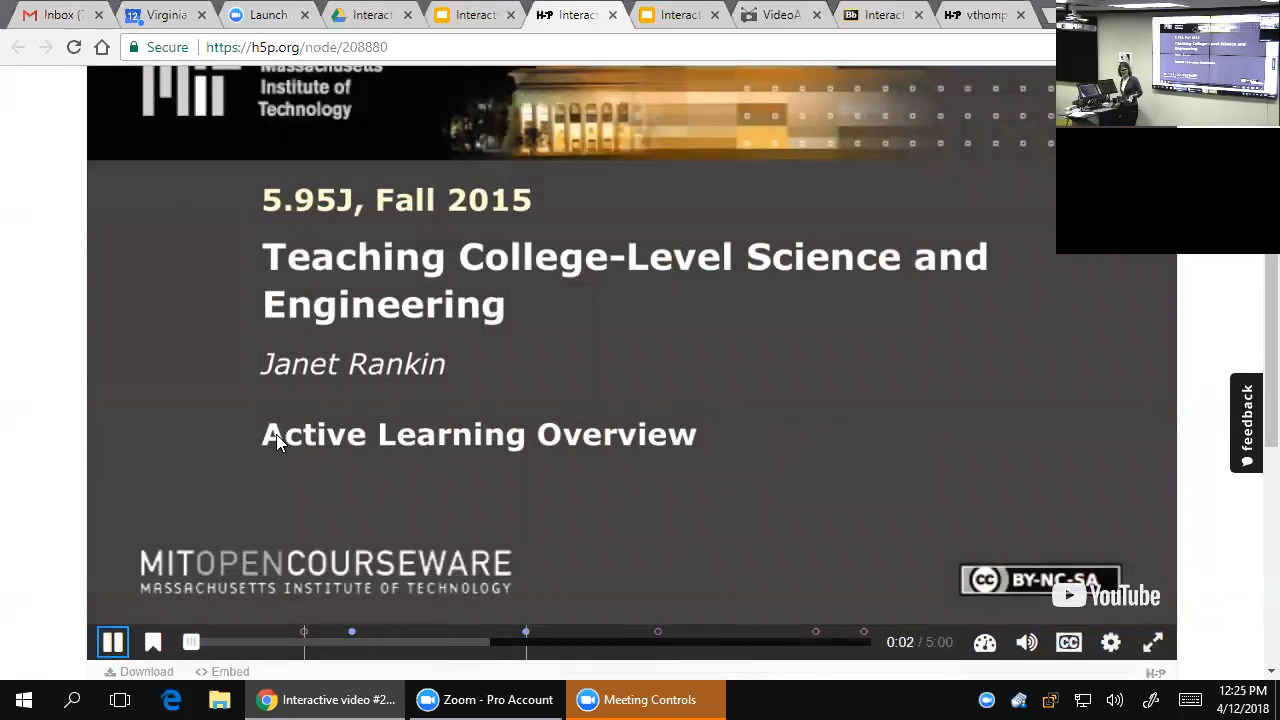 Inbox (
Virginia
Launch
Interact
Interact
Interac
Interact
VideoA
Interact
vthomp
Secure
https://h5p.org/node/208880
Massachusetts
Institute of
Technology
5.95J, Fall 2015
Teaching College-Level Science and
Engineering
Janet Rankin
Active Learning Overview
feedback
MITOPENCOURSEWARE
MASSACHUSETTS INSTITUTE OF TECHNOLOGY
cc BY-NC-SA
YouTube
0:02 / 5:00
CC
Download
<> Embed
H-P
Interactive video #2...
Zoom - Pro Account
Meeting Controls
12:25 PM
4/12/2018